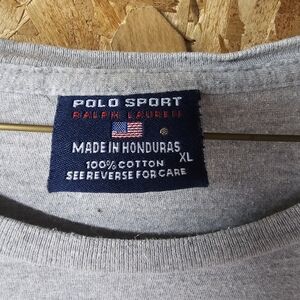 POLO SPORT
RALPH LAUREN
MADE IN HONDURAS
XL
100% COTTON
SEE REVERSE FOR CARE